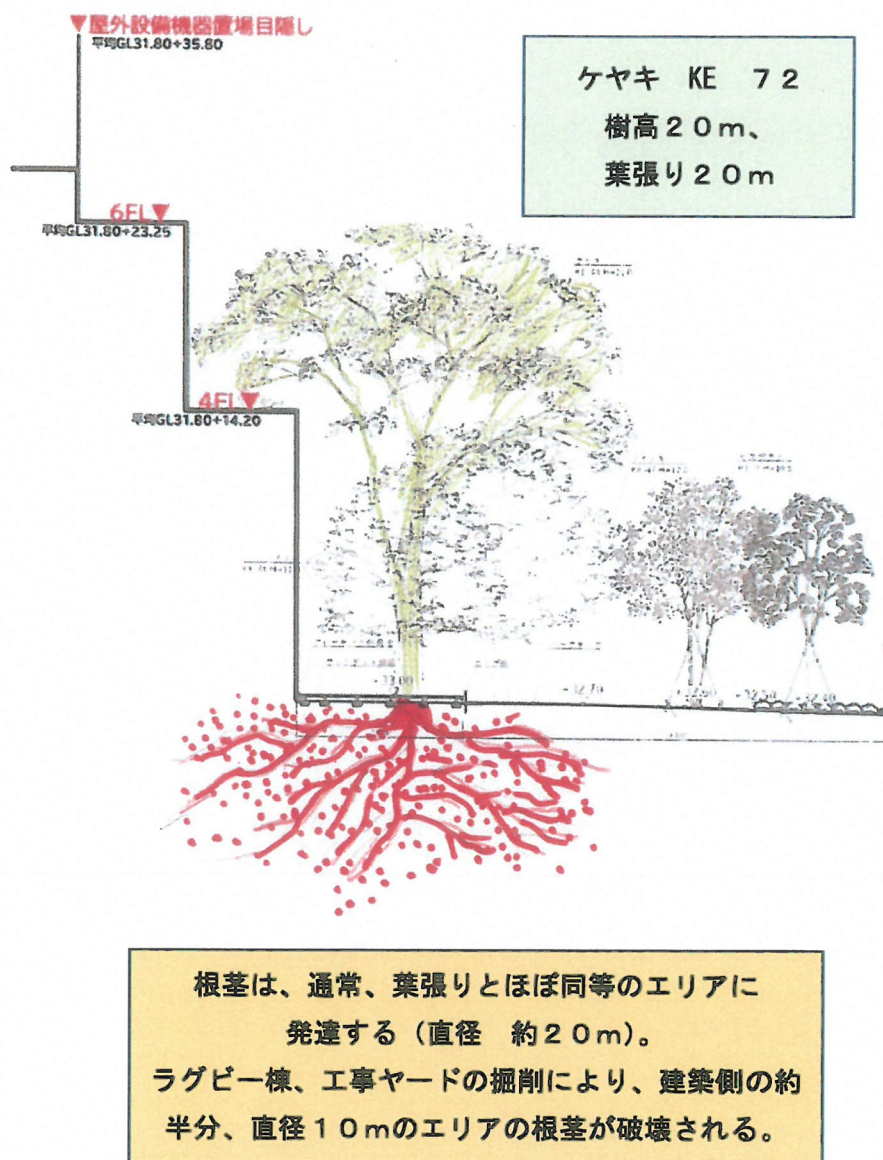 ▼屋外設備機器置場目隠し
平均GL31.80+35.80
ケヤキ KE 72
樹高20m、
葉張り20m
6FL▼
平均GL31.80+23.25
4FL▼
平均GL31.80+14.20
+33.00
+32.70
根茎は、通常、葉張りとほぼ同等のエリアに
発達する（直径 約20m）。
ラグビー棟、工事ヤードの掘削により、建築側の約
半分、直径10mのエリアの根茎が破壊される。